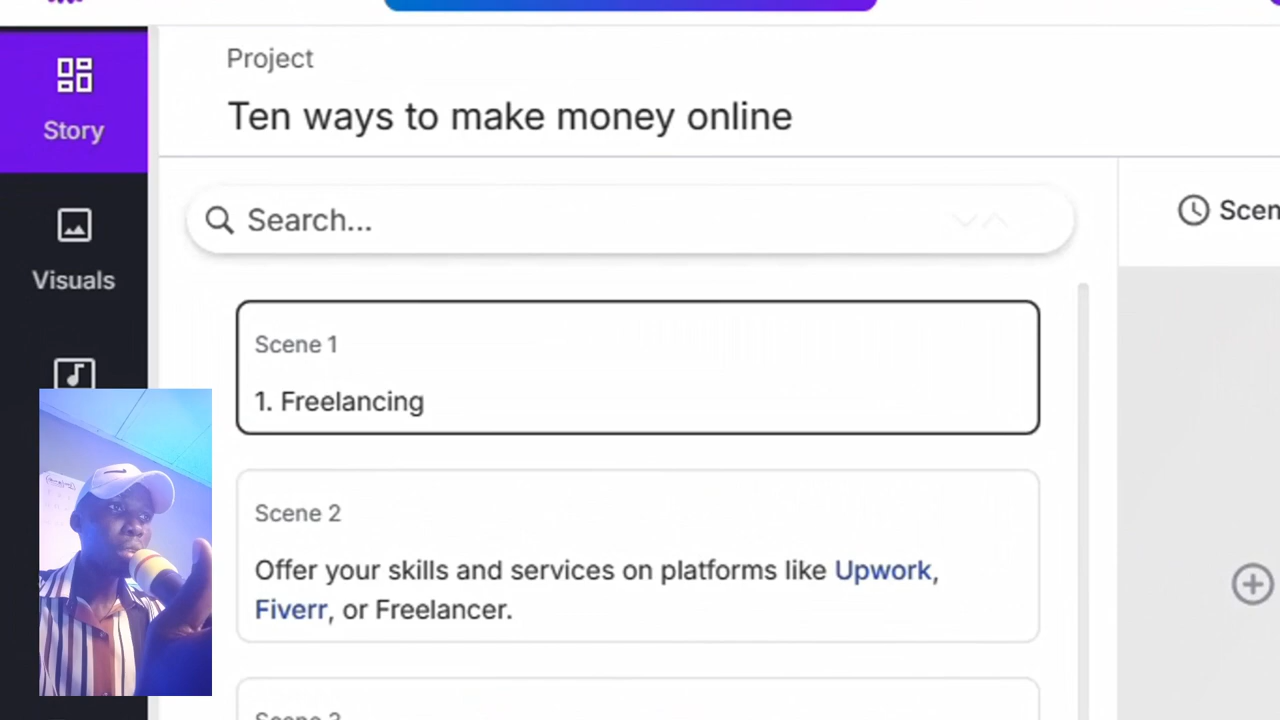 Project
Ten ways to make money online
Story
Search...
Scen
Visuals
Scene 1
1. Freelancing
Scene 2
Offer your skills and services on platforms like Upwork,
Fiverr, or Freelancer.